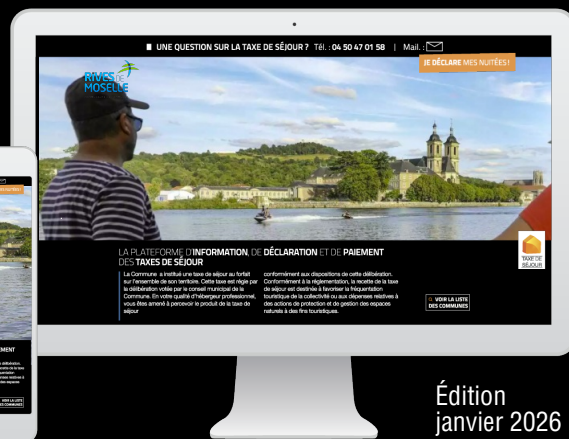 UNE QUESTION SUR LA TAXE DE SÉJOUR ? Tél. : 04 50 47 01 58 | Mail. :
JE DÉCLARE MES NUITÉES !
RIVES DE
MOSELLE
LA PLATEFORME D'INFORMATION, DE DÉCLARATION ET DE PAIEMENT
DES TAXES DE SÉJOUR
La Commune a institué une taxe de séjour au forfait
sur l'ensemble de son territoire. Cette taxe est régie par
la délibération votée par le conseil municipal de la
Commune. En votre qualité d'hébergeur professionnel,
vous êtes amené à percevoir le produit de la taxe de
séjour
conformément aux dispositions de cette délibération.
Conformément à la réglementation, la recette de la taxe
de séjour est destinée à favoriser la fréquentation
touristique de la collectivité ou aux dépenses relatives à
des actions de protection et de gestion des espaces
naturels à des fins touristiques.
TAXE DE
SÉJOUR
VOIR LA LISTE
DES COMMUNES
VOIR LA LISTE
DES COMMUNES
Édition
janvier 2026